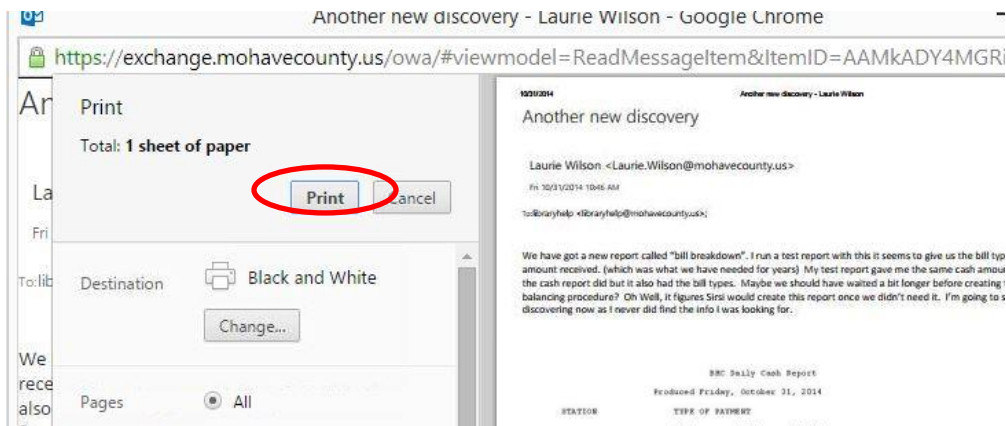 Another new discovery - Laurie Wilson - Google Chrome
https://exchange.mohavecounty.us/owa/#viewmodel=ReadMessageItem&ItemID=AAMkADY4MGRi
An
La
Fri
To:lib
We
rece
also
Print
Total: 1 sheet of paper
Print
Cancel
Destination
Black and White
Change...
Pages
All
10/31/2014
Another new discovery - Laurie Wilson
Another new discovery
Laurie Wilson <Laurie.Wilson@mohavecounty.us>
Fri 10/31/2014 10:46 AM
To:libraryhelp <libraryhelp@mohavecounty.us>;
We have got a new report called "bill breakdown". I run a test report with this it seems to give us the bill typ
amount received. (which was what we have needed for years) My test report gave me the same cash amou
the cash report did but it also had the bill types. Maybe we should have waited a bit longer before creating
balancing procedure? Oh Well, it figures Sirsi would create this report once we didn't need it. I'm going to s
discovering now as I never did find the info I was looking for.
BHC Daily Cash Report
Produced Friday, October 31, 2014
STATION TYPE OF PAYMENT